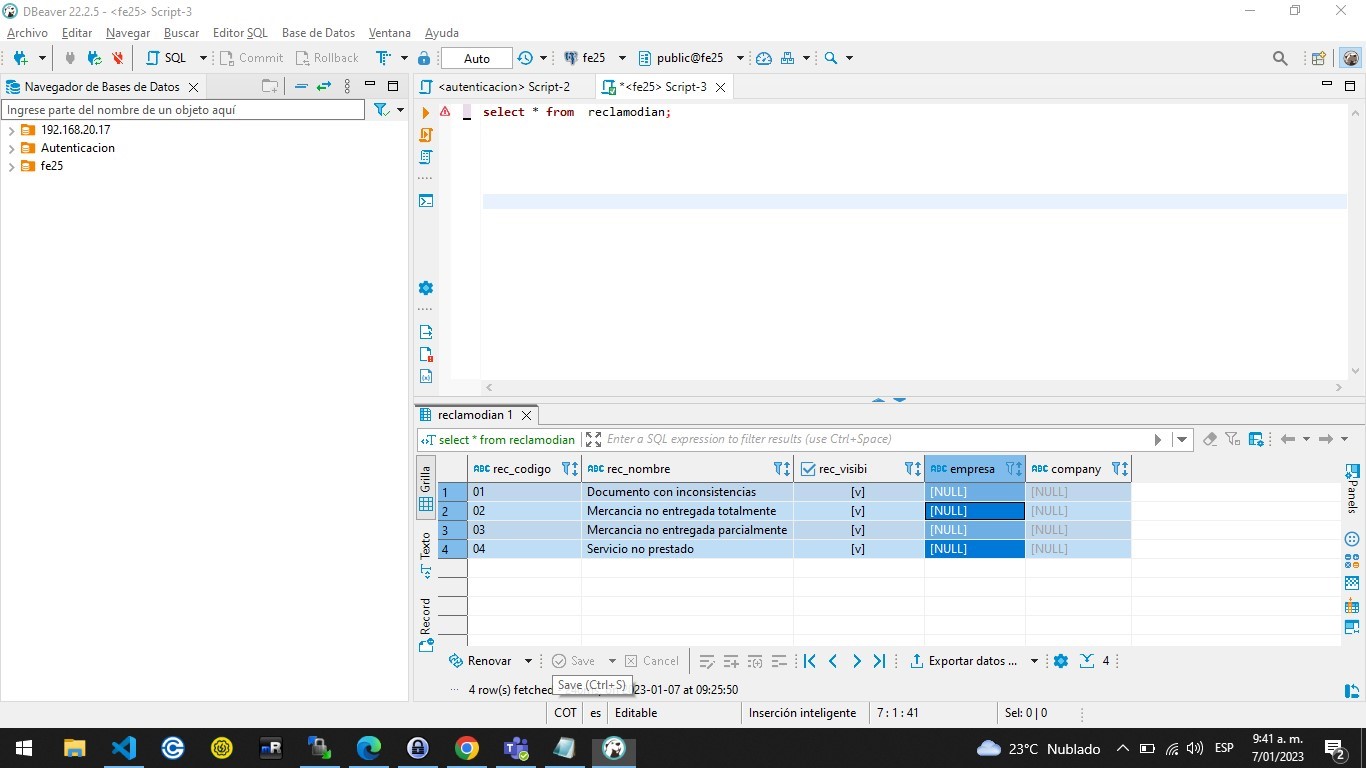 DBeaver 22.2.5 - <fe25> Script-3
Archivo Editar Navegar Buscar Editor SQL Base de Datos Ventana Ayuda
SQL Commit Rollback Auto fe25 public@fe25
Navegador de Bases de Datos
<autenticacion> Script-2 *<fe25> Script-3
Ingrese parte del nombre de un objeto aquí
select * from reclamodian;
192.168.20.17
Autenticacion
fe25
reclamodian 1
select * from reclamodian Enter a SQL expression to filter results (use Ctrl+Space)
Grilla
Texto
Record
ABC rec_codigo ABC rec_nombre rec_visibi ABC empresa ABC company
1 01 Documento con inconsistencias [v] [NULL] [NULL]
2 02 Mercancia no entregada totalmente [v] [NULL] [NULL]
3 03 Mercancia no entregada parcialmente [v] [NULL] [NULL]
4 04 Servicio no prestado [v] [NULL] [NULL]
Panels
Renovar Save Cancel Exportar datos ... 4
Save (Ctrl+S)
4 row(s) fetched 2023-01-07 at 09:25:50
COT es Editable Inserción inteligente 7 : 1 : 41 Sel: 0 | 0
23°C Nublado ESP 9:41 a. m.
7/01/2023
2